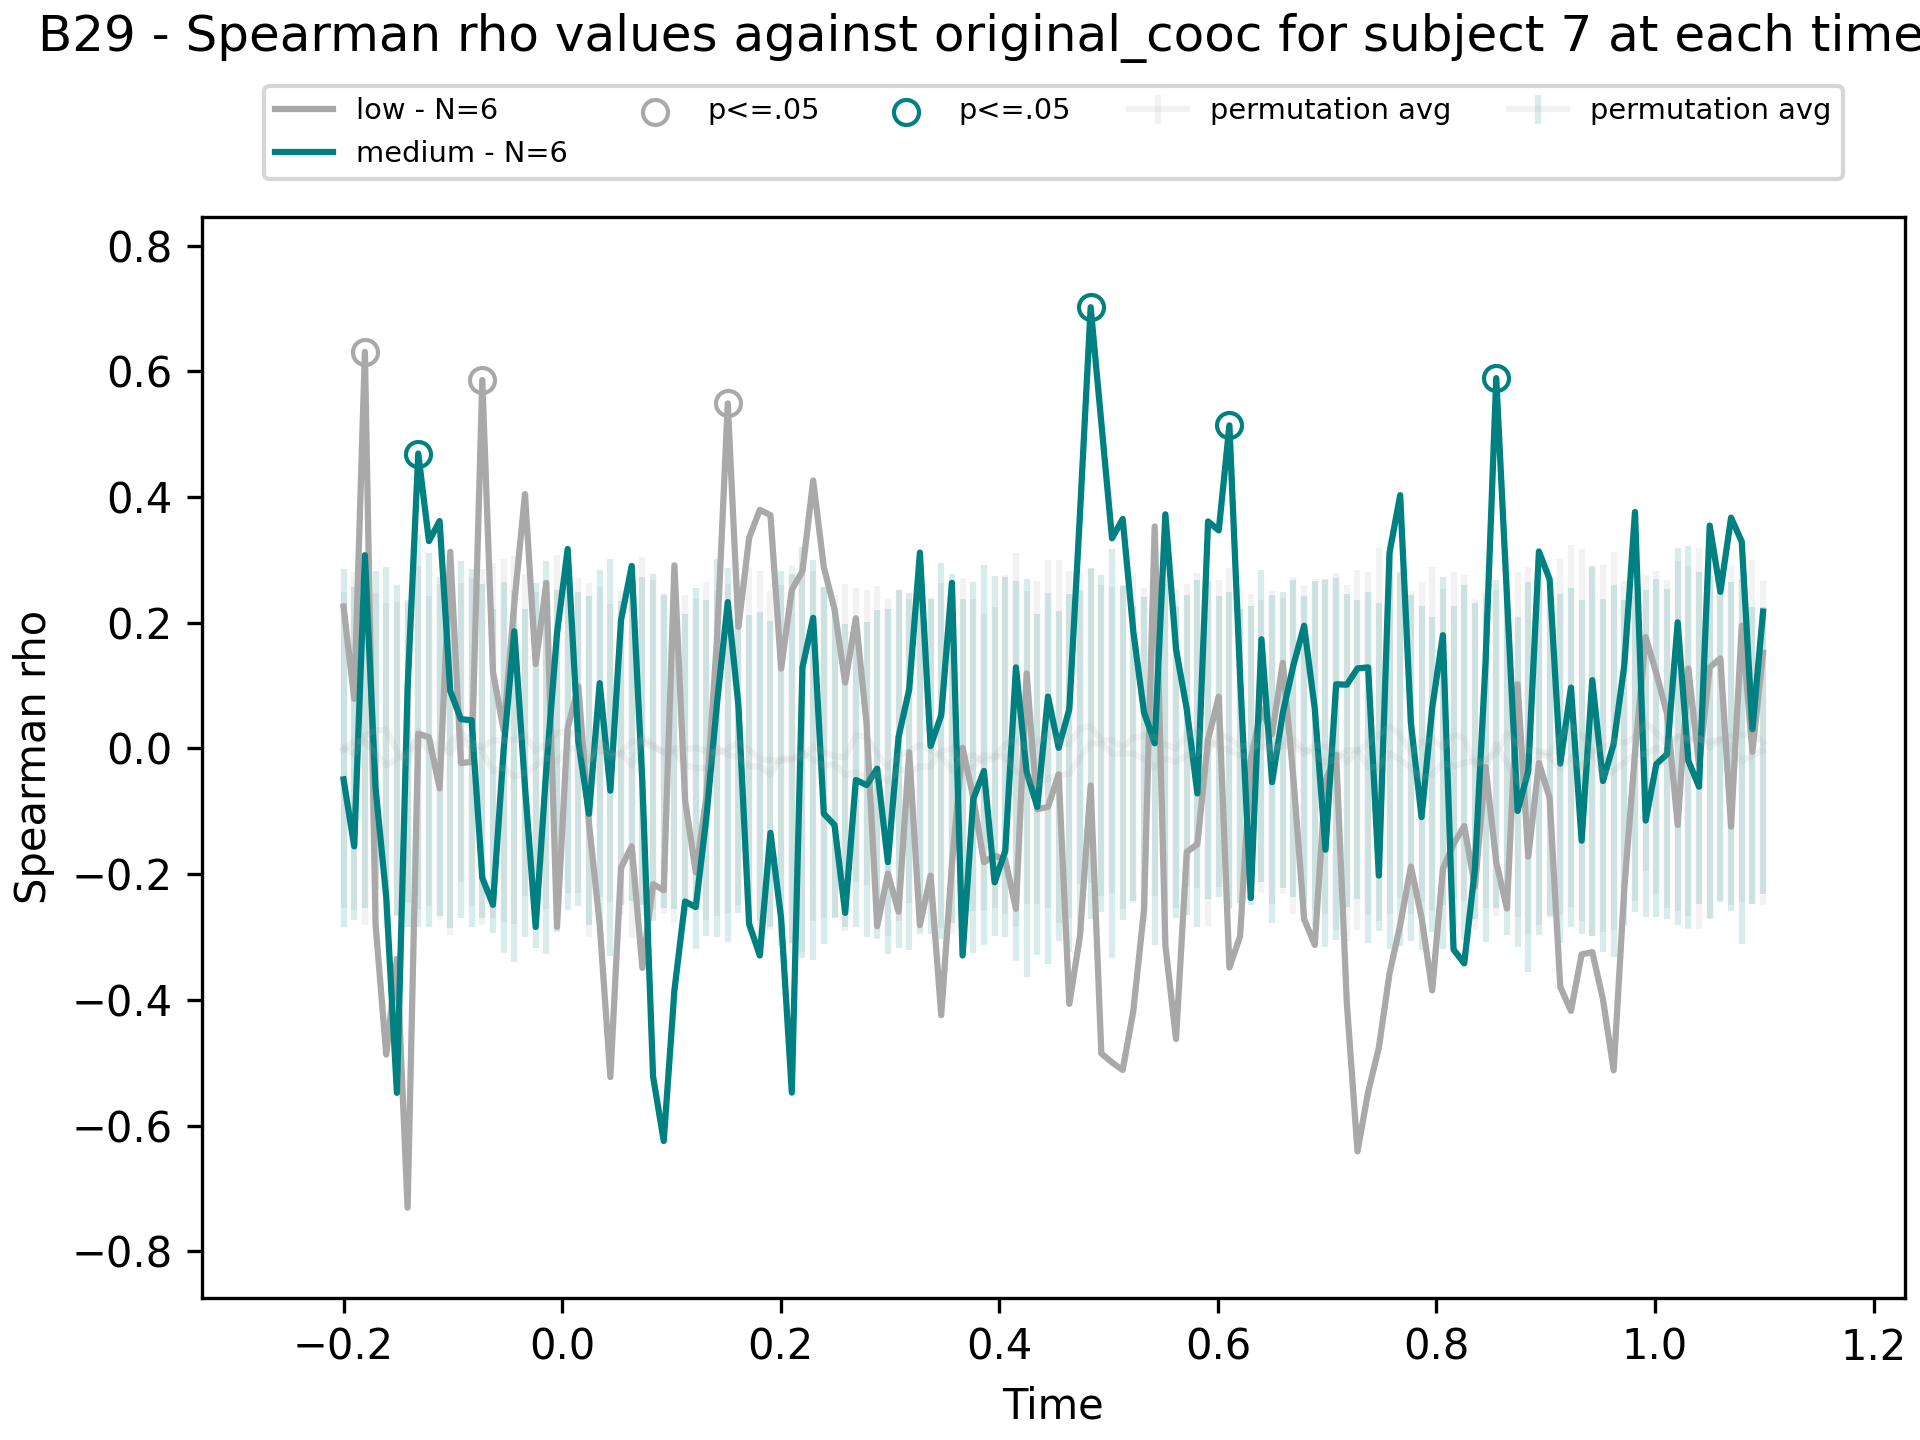 B29 - Spearman rho values against original_cooc for subject 7 at each time
low - N=6
medium - N=6
p<=.05
p<=.05
permutation avg
permutation avg
Spearman rho
0.8
0.6
0.4
0.2
0.0
−0.2
−0.4
−0.6
−0.8
−0.2 0.0 0.2 0.4 0.6 0.8 1.0 1.2
Time